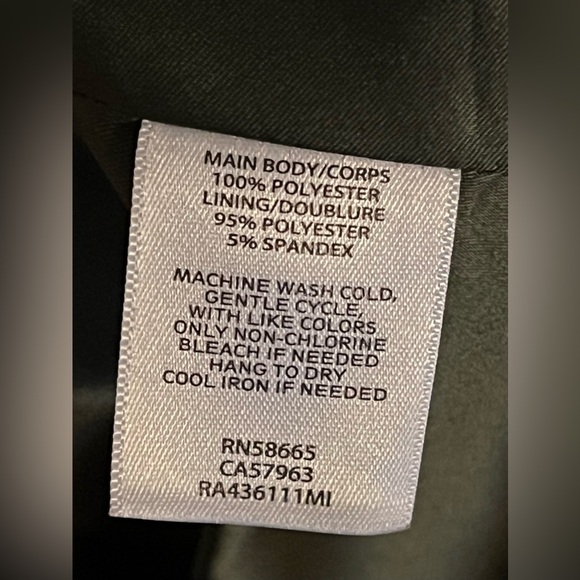 MAIN BODY/CORPS
100% POLYESTER
LINING/DOUBLURE
95% POLYESTER
5% SPANDEX
MACHINE WASH COLD,
GENTLE CYCLE,
WITH LIKE COLORS,
ONLY NON-CHLORINE
BLEACH IF NEEDED
HANG TO DRY
COOL IRON IF NEEDED
RN58665
CA57963
RA436111MI